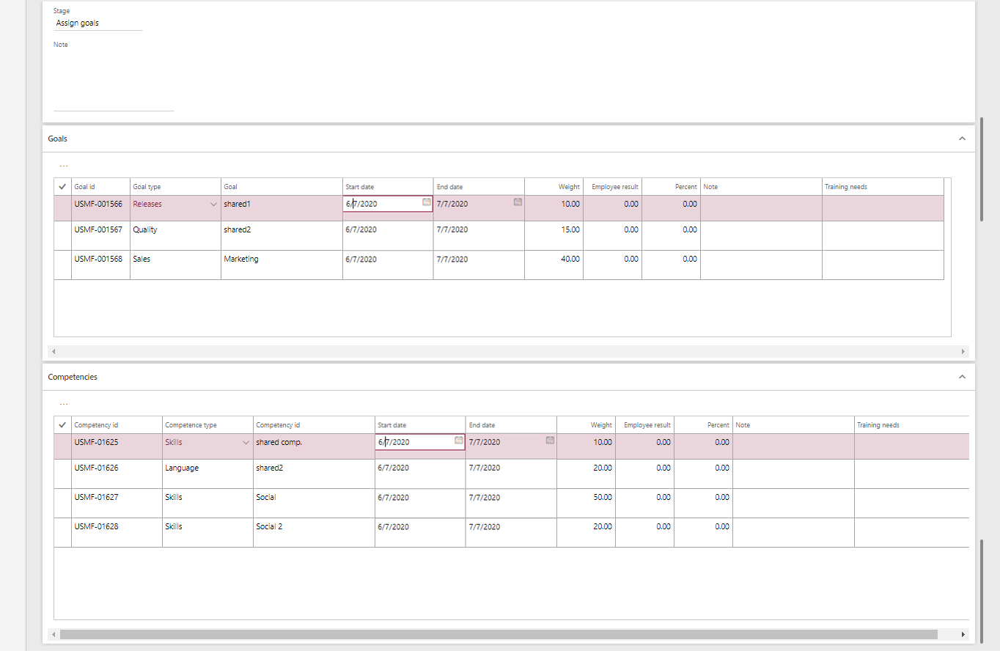 Stage
Assign goals
Note
Goals
...
Goal id Goal type Goal Start date End date Weight Employee result Percent Note Training needs
USMF-001566 Releases shared1 6/7/2020 7/7/2020 10.00 0.00 0.00
USMF-001567 Quality shared2 6/7/2020 7/7/2020 15.00 0.00 0.00
USMF-001568 Sales Marketing 6/7/2020 7/7/2020 40.00 0.00 0.00
Competencies
...
Competency id Competence type Competency id Start date End date Weight Employee result Percent Note Training needs
USMF-01625 Skills shared comp. 6/7/2020 7/7/2020 10.00 0.00 0.00
USMF-01626 Language shared2 6/7/2020 7/7/2020 20.00 0.00 0.00
USMF-01627 Skills Social 6/7/2020 7/7/2020 50.00 0.00 0.00
USMF-01628 Skills Social 2 6/7/2020 7/7/2020 20.00 0.00 0.00